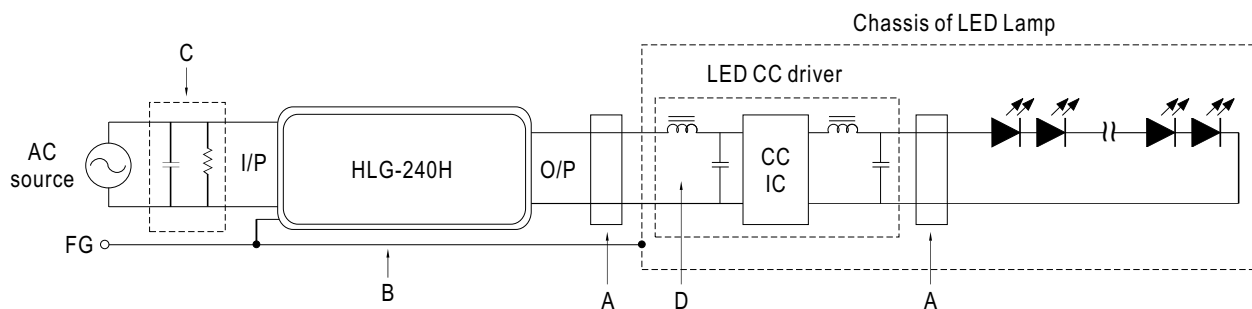 Chassis of LED Lamp
C
LED CC driver
AC
source
I/P
HLG-240H
O/P
CC
IC
FG
B
A
D
A